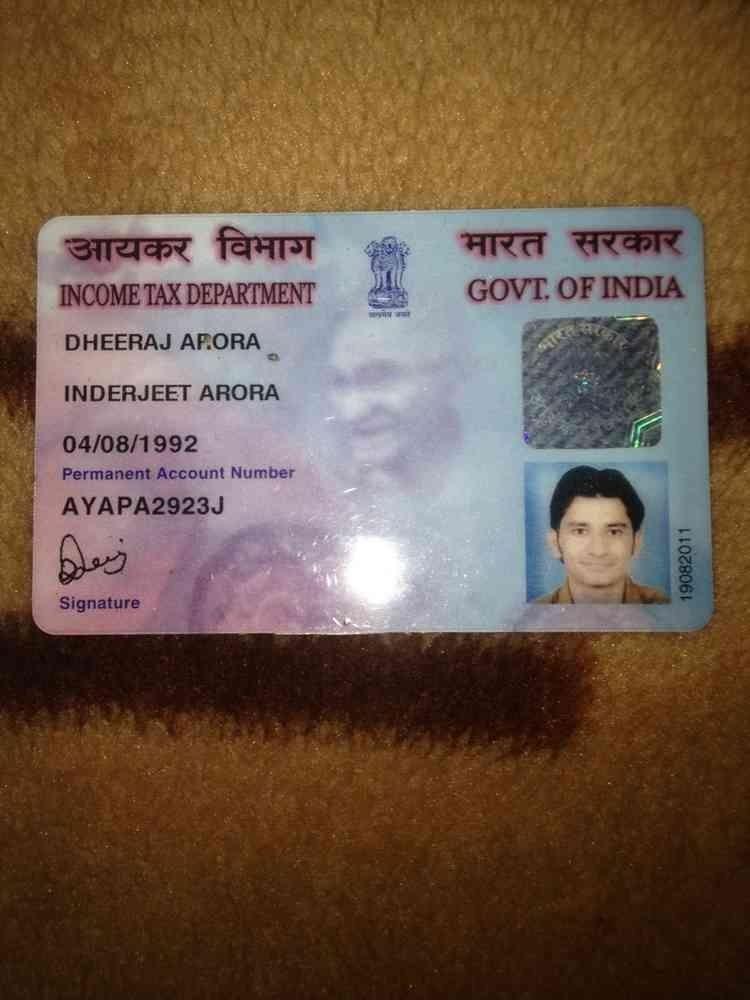 आयकर विभाग
भारत सरकार
INCOME TAX DEPARTMENT
GOVT. OF INDIA
सत्यमेव जयते
DHEERAJ ARORA
भारत सरकार
INDERJEET ARORA
04/08/1992
Permanent Account Number
AYAPA2923J
Signature
19082011